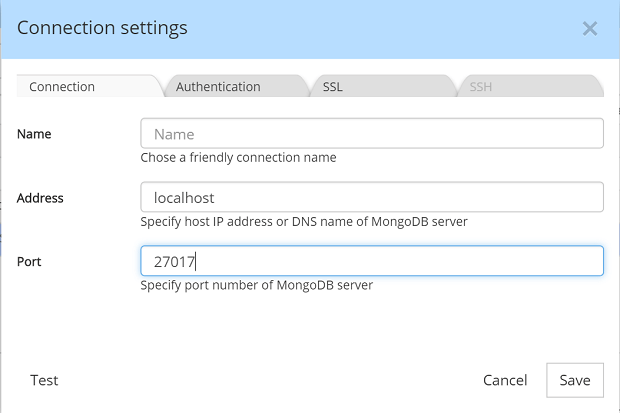 Connection settings
Connection Authentication SSL SSH
Name Name
Chose a friendly connection name
Address localhost
Specify host IP address or DNS name of MongoDB server
Port 27017
Specify port number of MongoDB server
Test Cancel Save